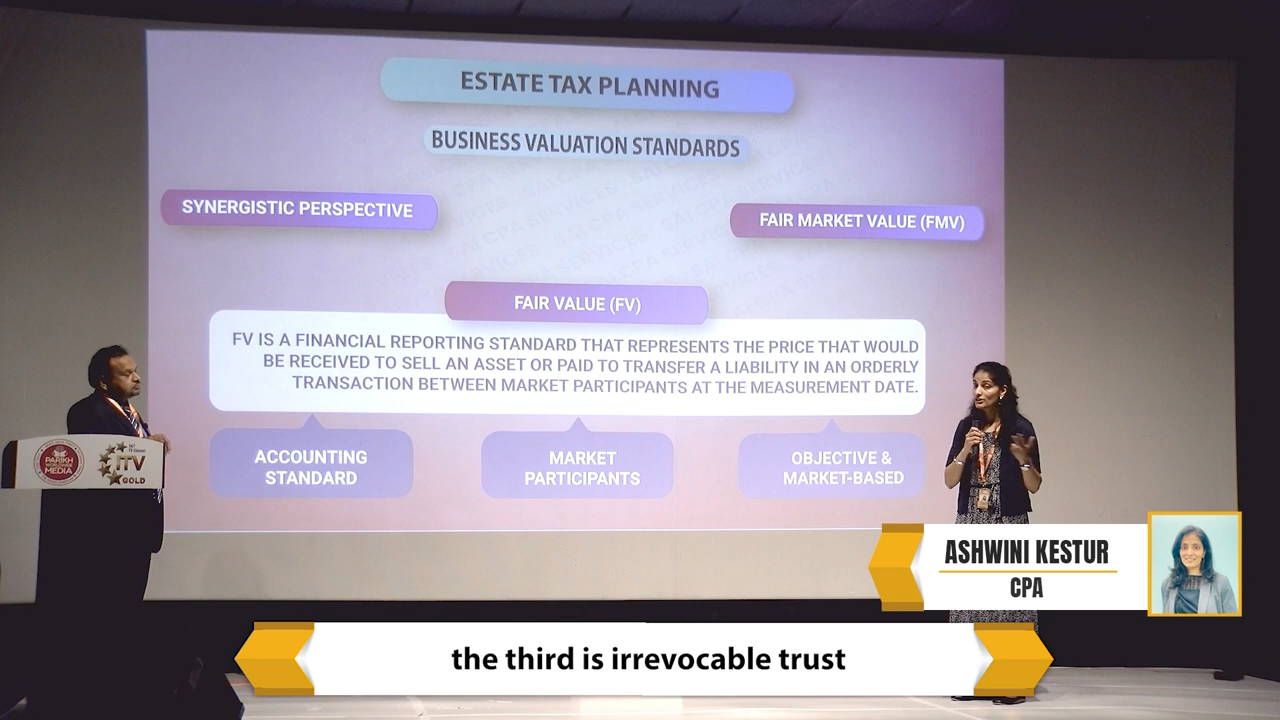 ESTATE TAX PLANNING
BUSINESS VALUATION STANDARDS
SYNERGISTIC PERSPECTIVE
FAIR MARKET VALUE (FMV)
FAIR VALUE (FV)
FV IS A FINANCIAL REPORTING STANDARD THAT REPRESENTS THE PRICE THAT WOULD
BE RECEIVED TO SELL AN ASSET OR PAID TO TRANSFER A LIABILITY IN AN ORDERLY
TRANSACTION BETWEEN MARKET PARTICIPANTS AT THE MEASUREMENT DATE.
ACCOUNTING
STANDARD
MARKET
PARTICIPANTS
OBJECTIVE &
MARKET-BASED
PARIKH
WORLDWIDE
MEDIA
ITV
GOLD
ASHWINI KESTUR
CPA
the third is irrevocable trust